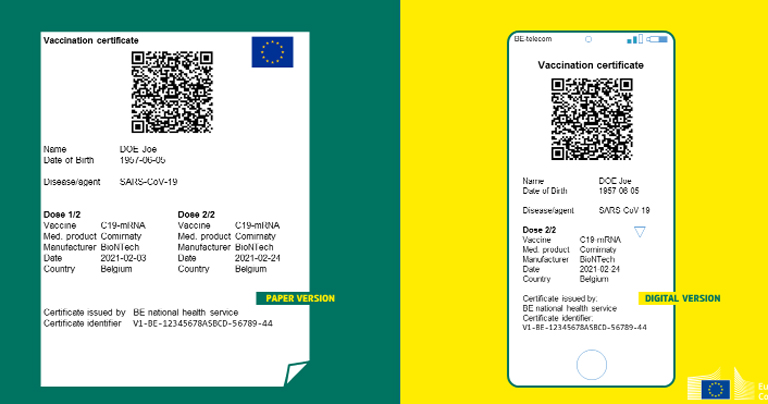 Vaccination certificate
Name DOE Joe
Date of Birth 1957-06-05
Disease/agent SARS-CoV-19
Dose 1/2 Dose 2/2
Vaccine C19-mRNA Vaccine C19-mRNA
Med. product Comirnaty Med. product Comirnaty
Manufacturer BioNTech Manufacturer BioNTech
Date 2021-02-03 Date 2021-02-24
Country Belgium Country Belgium
PAPER VERSION
Certificate issued by BE national health service
Certificate identifier V1-BE-12345678ASBCD-56789-44
BE-telecom
Vaccination certificate
Name DOE Joe
Date of Birth 1957-06-05
Disease/agent SARS-CoV-19
Dose 2/2
Vaccine C19-mRNA
Med. product Comirnaty
Manufacturer BioNTech
Date 2021-02-24
Country Belgium
DIGITAL VERSION
Certificate issued by:
BE national health service
Certificate identifier:
V1-BE-12345678ASBCD-56789-44